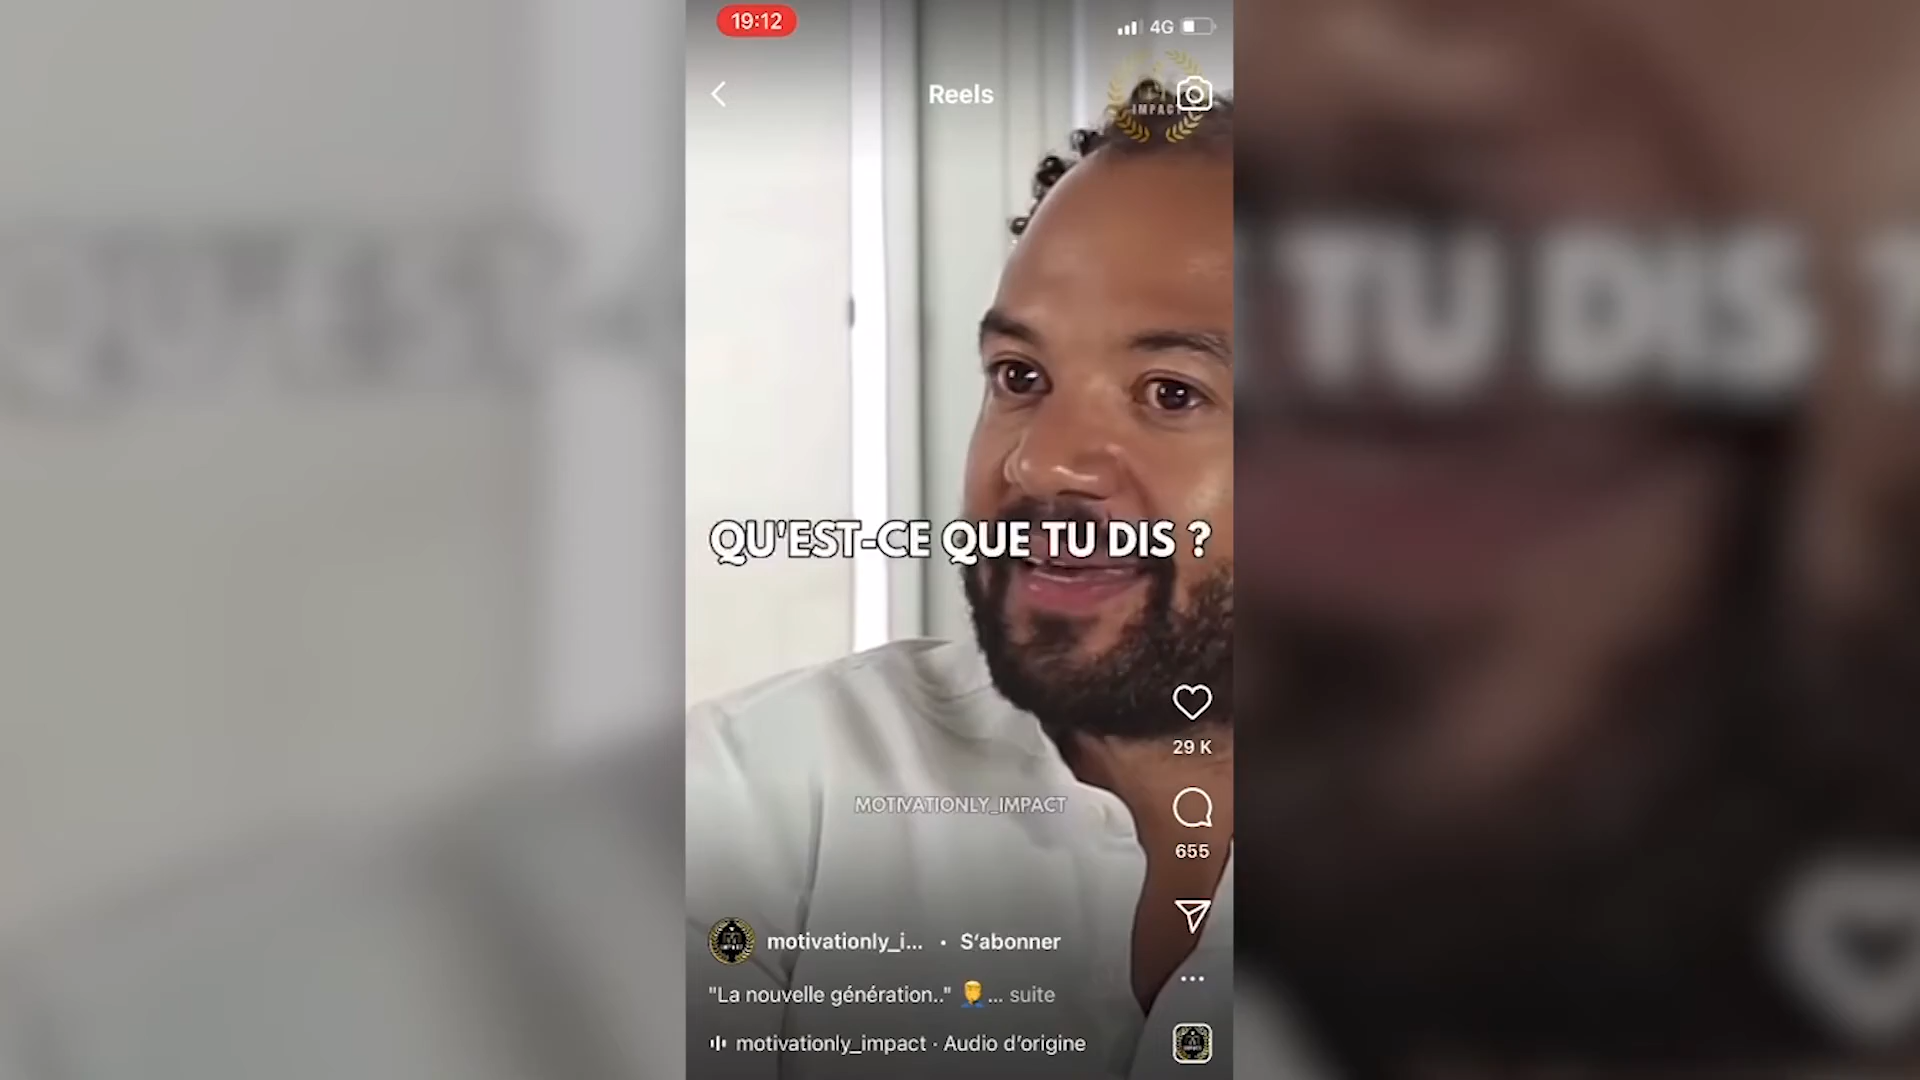 19:12
4G
Reels
IMPACT
QU'EST-CE QUE TU DIS ?
TU DIS
29 K
MOTIVATIONLY_IMPACT
655
motivationly_i... • S'abonner
"La nouvelle génération.." 🤦‍♂️... suite
motivationly_impact · Audio d'origine